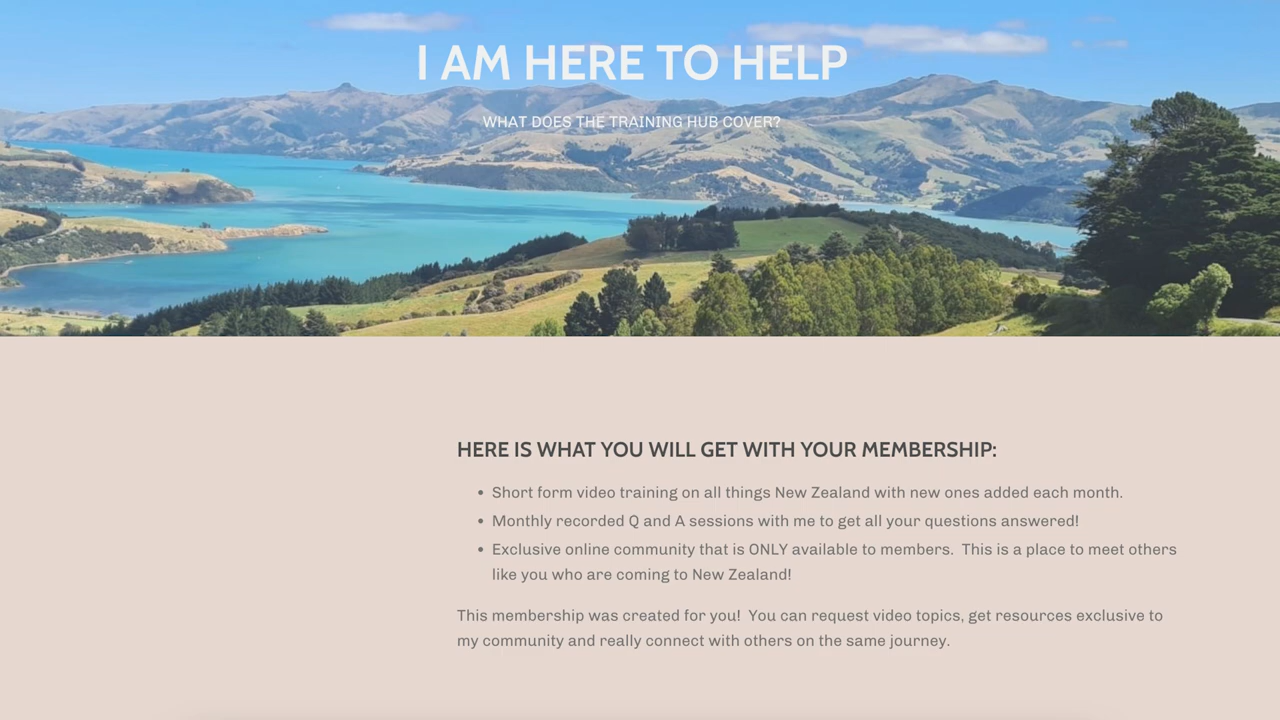 I AM HERE TO HELP
WHAT DOES THE TRAINING HUB COVER?
HERE IS WHAT YOU WILL GET WITH YOUR MEMBERSHIP:
• Short form video training on all things New Zealand with new ones added each month.
• Monthly recorded Q and A sessions with me to get all your questions answered!
• Exclusive online community that is ONLY available to members.  This is a place to meet others
like you who are coming to New Zealand!
This membership was created for you!  You can request video topics, get resources exclusive to
my community and really connect with others on the same journey.